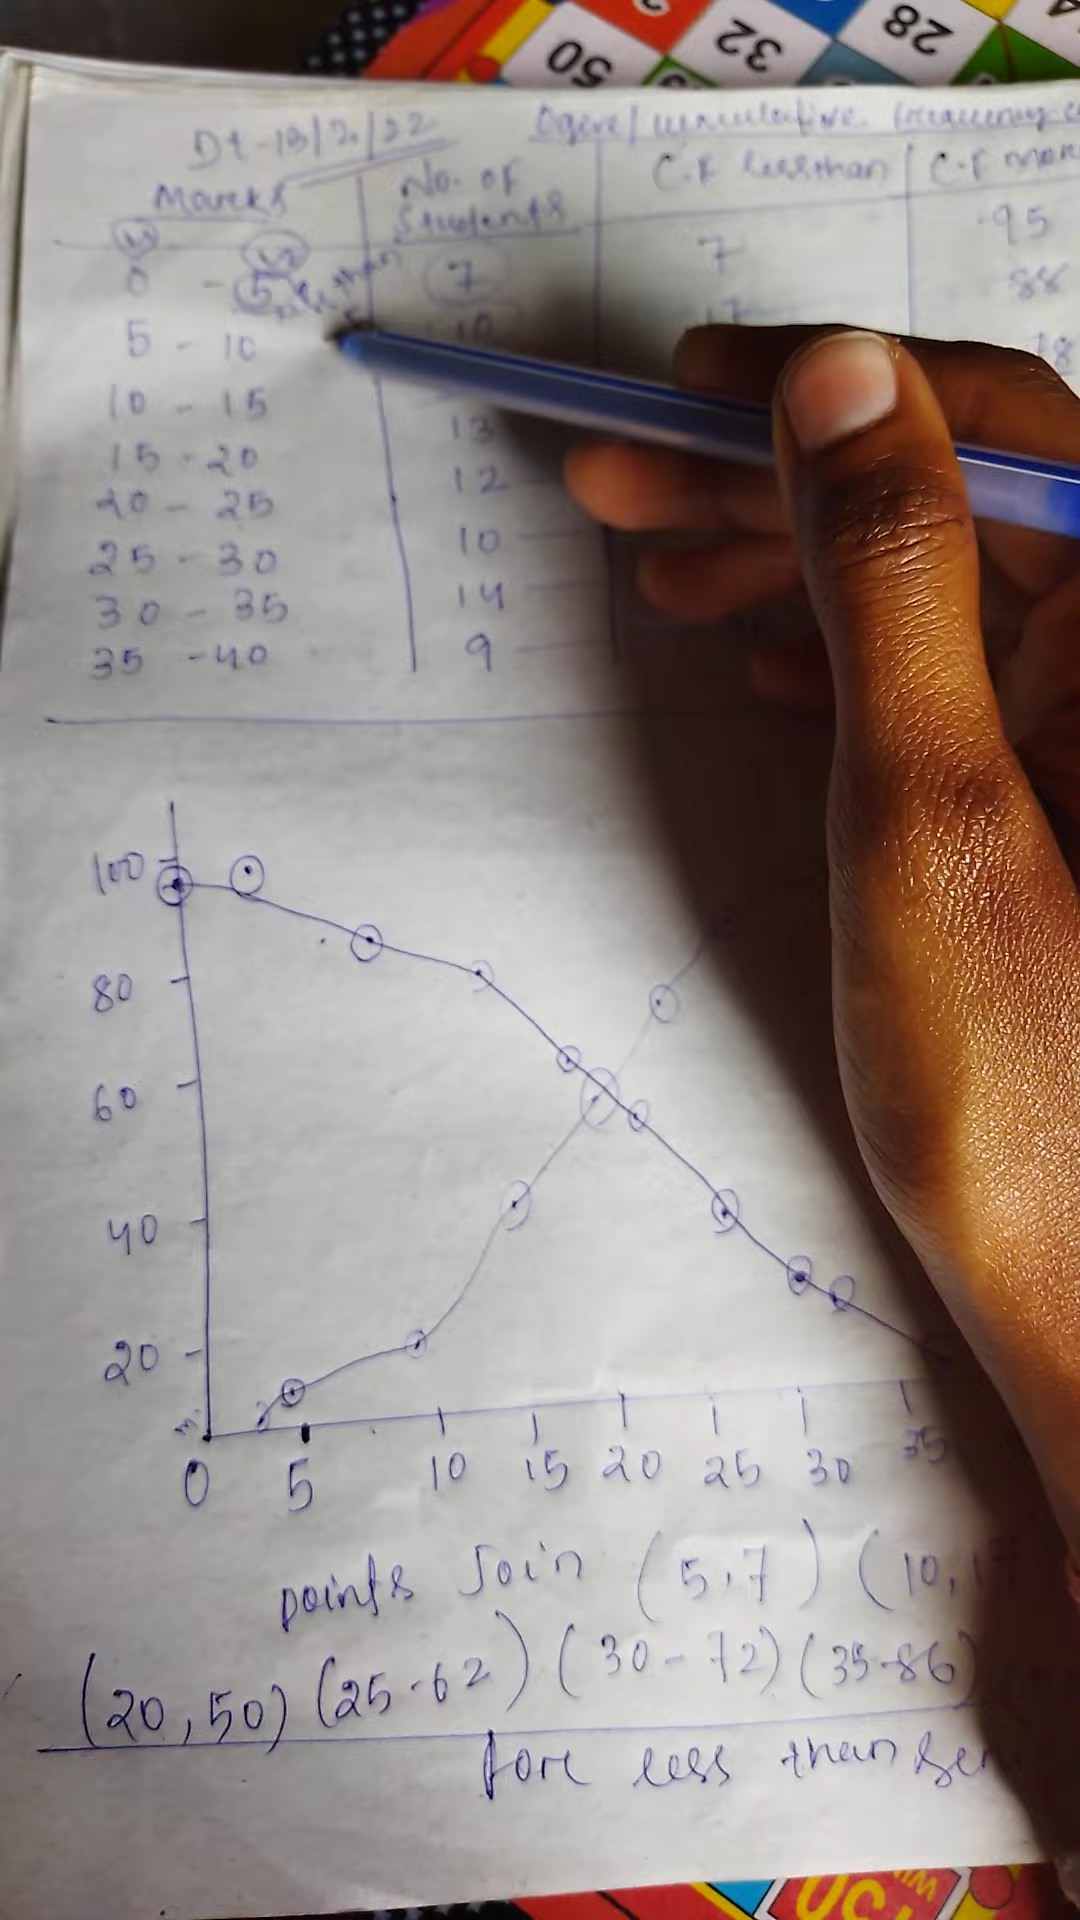 50
32
28
Dt-13/2/22
Marks
No. of
Students
C.F less than
C.F more
0 - 5
7
7
95
5 - 10
10
17
88
10 - 15
15 - 20
13
20 - 25
12
25 - 30
10
30 - 35
14
35 - 40
9
100
80
60
40
20
0
5
10
15
20
25
30
35
points Join (5,7) (10,
(20,50) (25-62) (30-72) (35-86)
less than